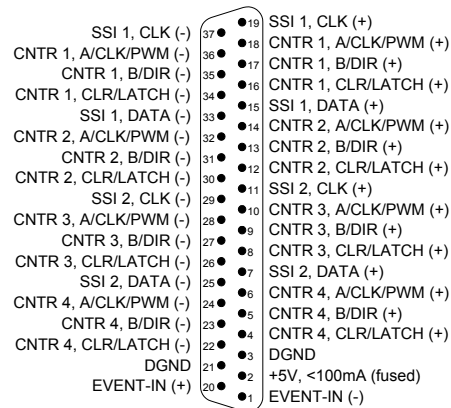 SSI 1, CLK (-) 37
CNTR 1, A/CLK/PWM (-) 36
CNTR 1, B/DIR (-) 35
CNTR 1, CLR/LATCH (-) 34
SSI 1, DATA (-) 33
CNTR 2, A/CLK/PWM (-) 32
CNTR 2, B/DIR (-) 31
CNTR 2, CLR/LATCH (-) 30
SSI 2, CLK (-) 29
CNTR 3, A/CLK/PWM (-) 28
CNTR 3, B/DIR (-) 27
CNTR 3, CLR/LATCH (-) 26
SSI 2, DATA (-) 25
CNTR 4, A/CLK/PWM (-) 24
CNTR 4, B/DIR (-) 23
CNTR 4, CLR/LATCH (-) 22
DGND 21
EVENT-IN (+) 20
19 SSI 1, CLK (+)
18 CNTR 1, A/CLK/PWM (+)
17 CNTR 1, B/DIR (+)
16 CNTR 1, CLR/LATCH (+)
15 SSI 1, DATA (+)
14 CNTR 2, A/CLK/PWM (+)
13 CNTR 2, B/DIR (+)
12 CNTR 2, CLR/LATCH (+)
11 SSI 2, CLK (+)
10 CNTR 3, A/CLK/PWM (+)
9 CNTR 3, B/DIR (+)
8 CNTR 3, CLR/LATCH (+)
7 SSI 2, DATA (+)
6 CNTR 4, A/CLK/PWM (+)
5 CNTR 4, B/DIR (+)
4 CNTR 4, CLR/LATCH (+)
3 DGND
2 +5V, <100mA (fused)
1 EVENT-IN (-)